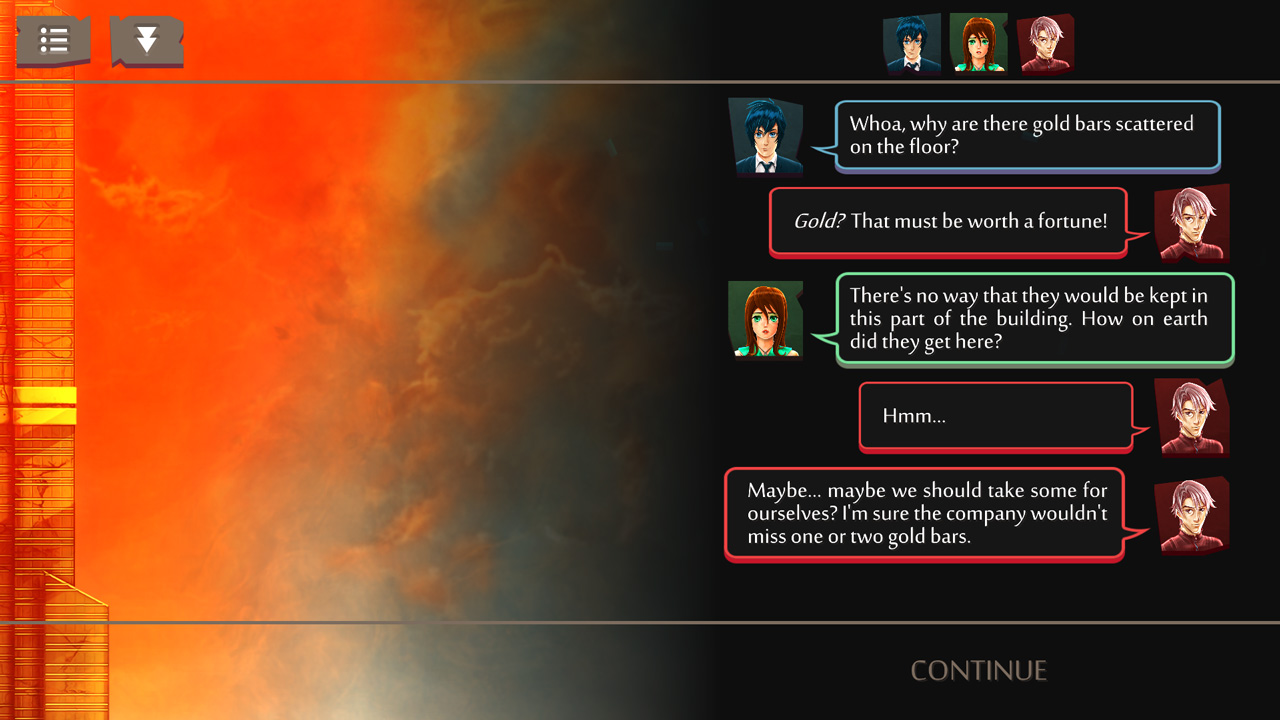 Whoa, why are there gold bars scattered
on the floor?
Gold? That must be worth a fortune!
There's no way that they would be kept in
this part of the building. How on earth
did they get here?
Hmm...
Maybe... maybe we should take some for
ourselves? I'm sure the company wouldn't
miss one or two gold bars.
CONTINUE